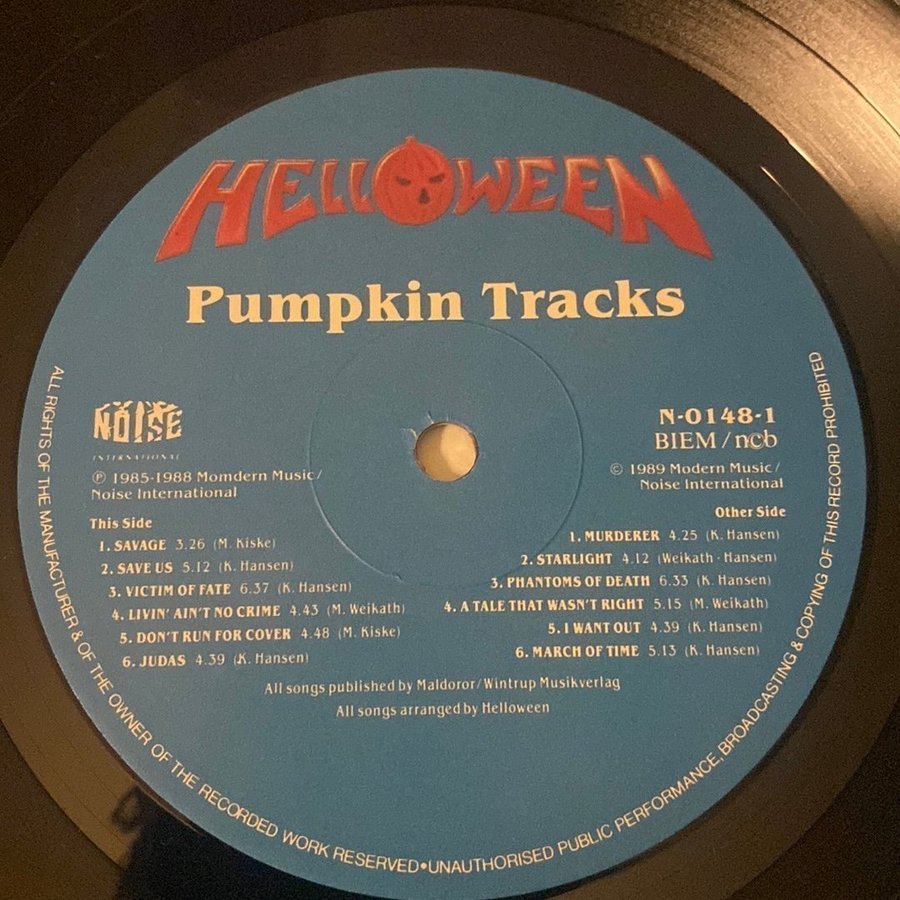 HELLOWEEN
Pumpkin Tracks
NOISE
INTERNATIONAL
℗ 1985-1988 Momdern Music/
Noise International
N-0148-1
BIEM/ncb
© 1989 Modern Music/
Noise International
This Side
1. SAVAGE 3.26 (M. Kiske)
2. SAVE US 5.12 (K. Hansen)
3. VICTIM OF FATE 6.37 (K. Hansen)
4. LIVIN' AIN'T NO CRIME 4.43 (M. Weikath)
5. DON'T RUN FOR COVER 4.48 (M. Kiske)
6. JUDAS 4.39 (K. Hansen)
Other Side
1. MURDERER 4.25 (K. Hansen)
2. STARLIGHT 4.12 (Weikath - Hansen)
3. PHANTOMS OF DEATH 6.33 (K. Hansen)
4. A TALE THAT WASN'T RIGHT 5.15 (M. Weikath)
5. I WANT OUT 4.39 (K. Hansen)
6. MARCH OF TIME 5.13 (K. Hansen)
All songs published by Maldoror/Wintrup Musikverlag
All songs arranged by Helloween
ALL RIGHTS OF THE MANUFACTURER & OF THE OWNER OF THE RECORDED WORK RESERVED•UNAUTHORISED PUBLIC PERFORMANCE, BROADCASTING & COPYING OF THIS RECORD PROHIBITED